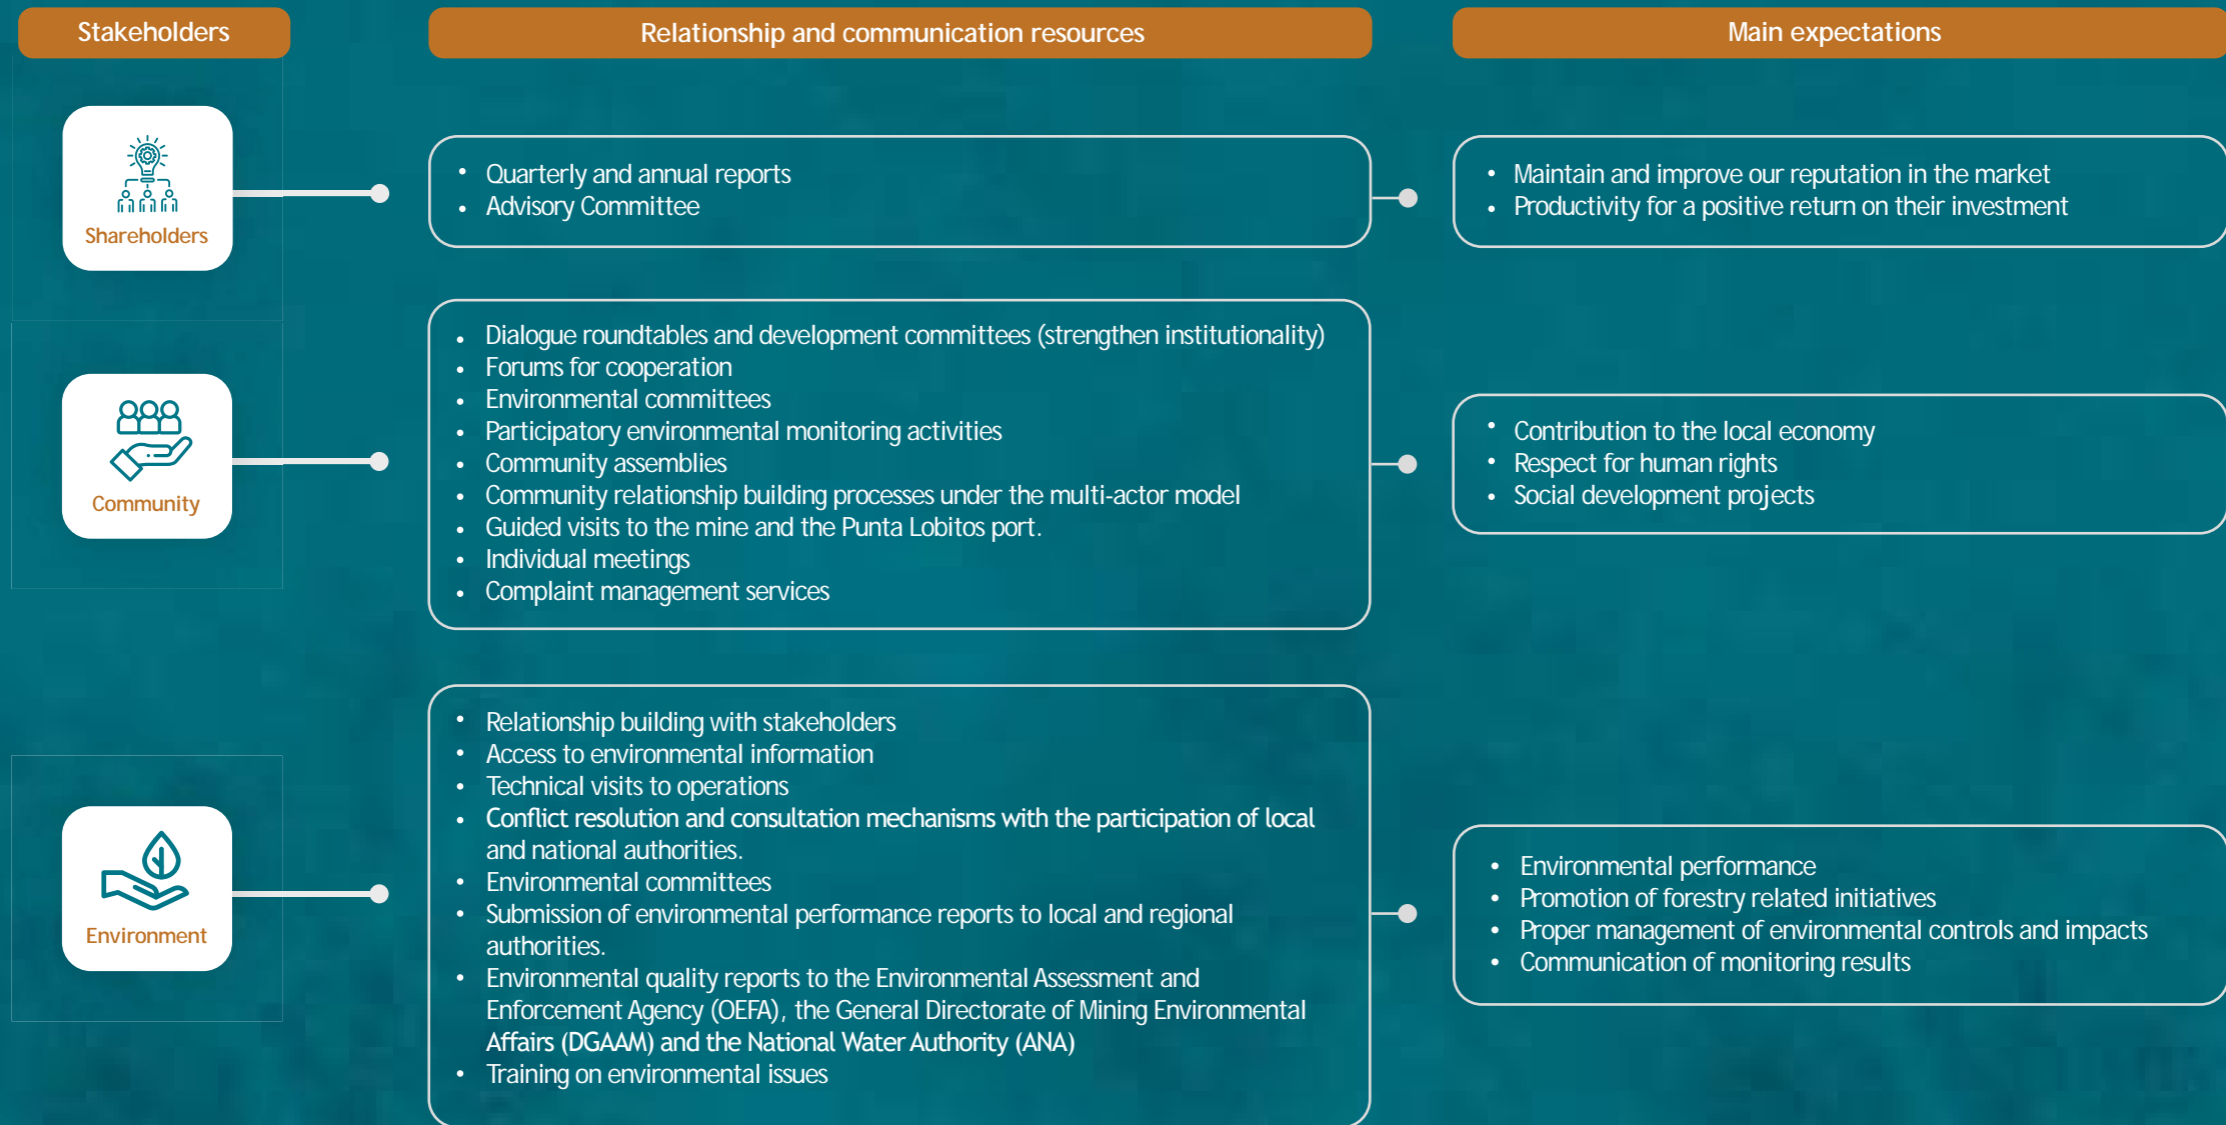 Stakeholders
Relationship and communication resources
Main expectations
Shareholders
• Quarterly and annual reports
• Advisory Committee
• Maintain and improve our reputation in the market
• Productivity for a positive return on their investment
Community
• Dialogue roundtables and development committees (strengthen institutionality)
• Forums for cooperation
• Environmental committees
• Participatory environmental monitoring activities
• Community assemblies
• Community relationship building processes under the multi-actor model
• Guided visits to the mine and the Punta Lobitos port.
• Individual meetings
• Complaint management services
• Contribution to the local economy
• Respect for human rights
• Social development projects
Environment
• Relationship building with stakeholders
• Access to environmental information
• Technical visits to operations
• Conflict resolution and consultation mechanisms with the participation of local
and national authorities.
• Environmental committees
• Submission of environmental performance reports to local and regional
authorities.
• Environmental quality reports to the Environmental Assessment and
Enforcement Agency (OEFA), the General Directorate of Mining Environmental
Affairs (DGAAM) and the National Water Authority (ANA)
• Training on environmental issues
• Environmental performance
• Promotion of forestry related initiatives
• Proper management of environmental controls and impacts
• Communication of monitoring results